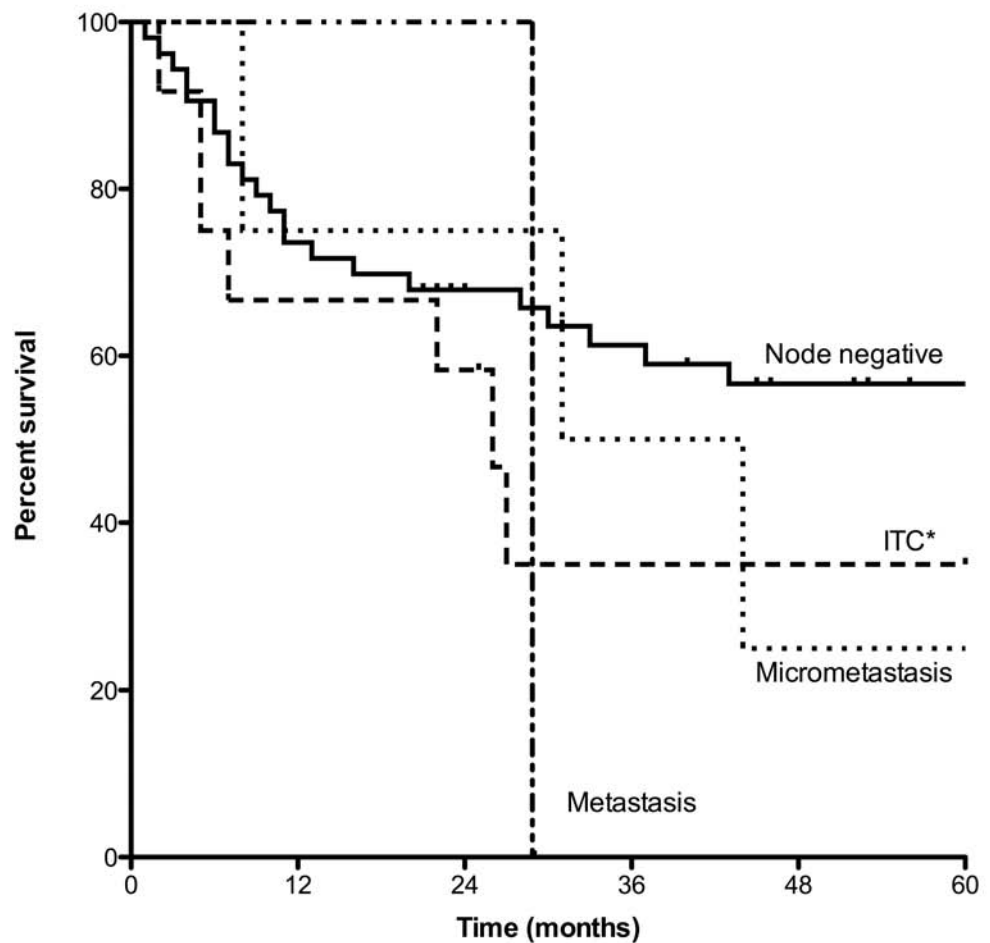 100
80
60
40
20
0
Percent survival
Node negative
ITC*
Micrometastasis
Metastasis
0 12 24 36 48 60
Time (months)